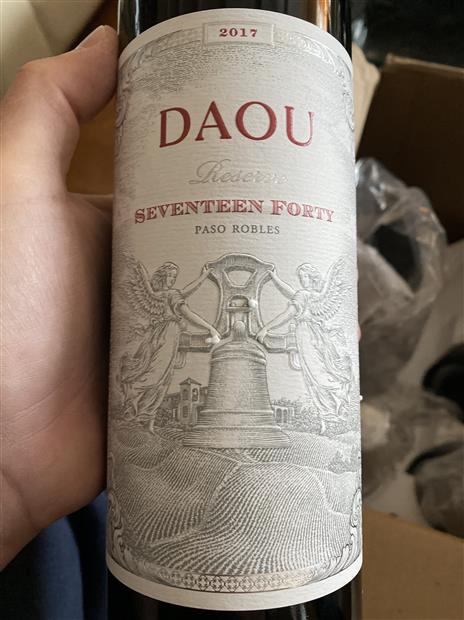 2017
DAOU
Reserve
SEVENTEEN FORTY
PASO ROBLES